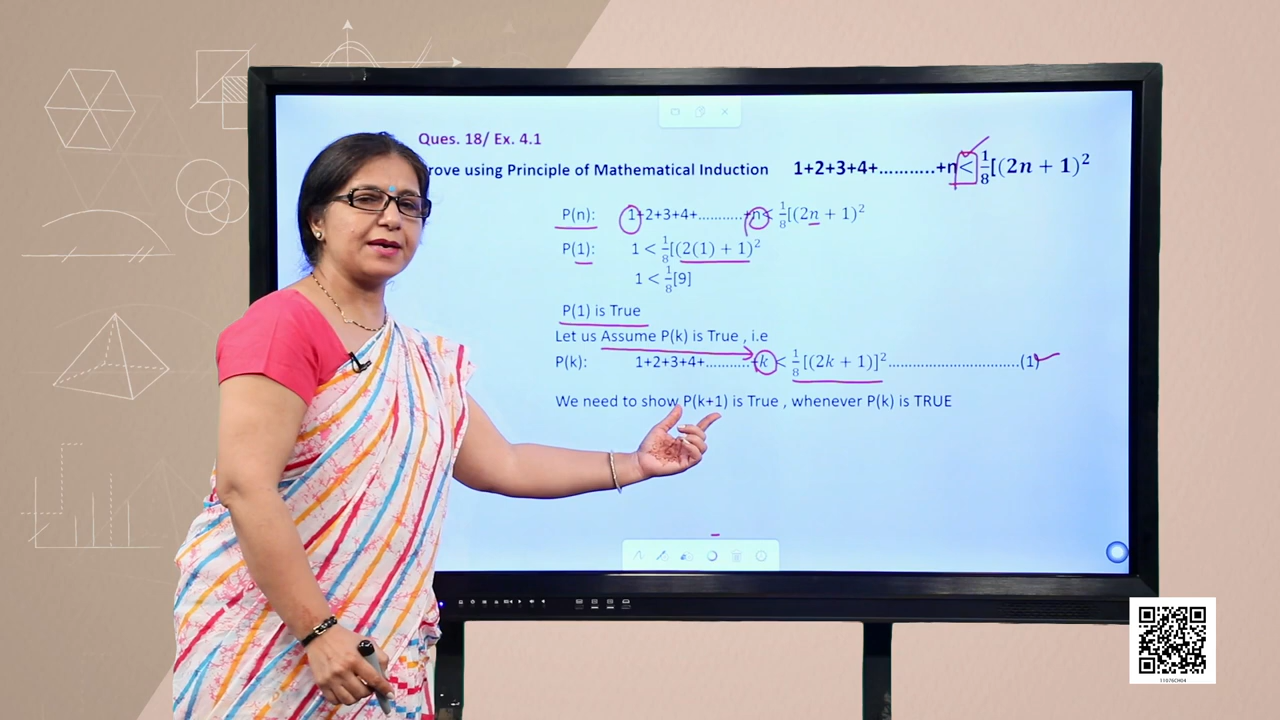 Ques. 18/ Ex. 4.1
rove using Principle of Mathematical Induction 1+2+3+4+...........+n < 1/8[(2n + 1)²
P(n): 1+2+3+4+...........+n < 1/8[(2n + 1)²
P(1): 1 < 1/8[(2(1) + 1)²
1 < 1/8[9]
P(1) is True
Let us Assume P(k) is True , i.e
P(k): 1+2+3+4+...........+k < 1/8[(2k + 1)]²................................(1)
We need to show P(k+1) is True , whenever P(k) is TRUE
11076CH04